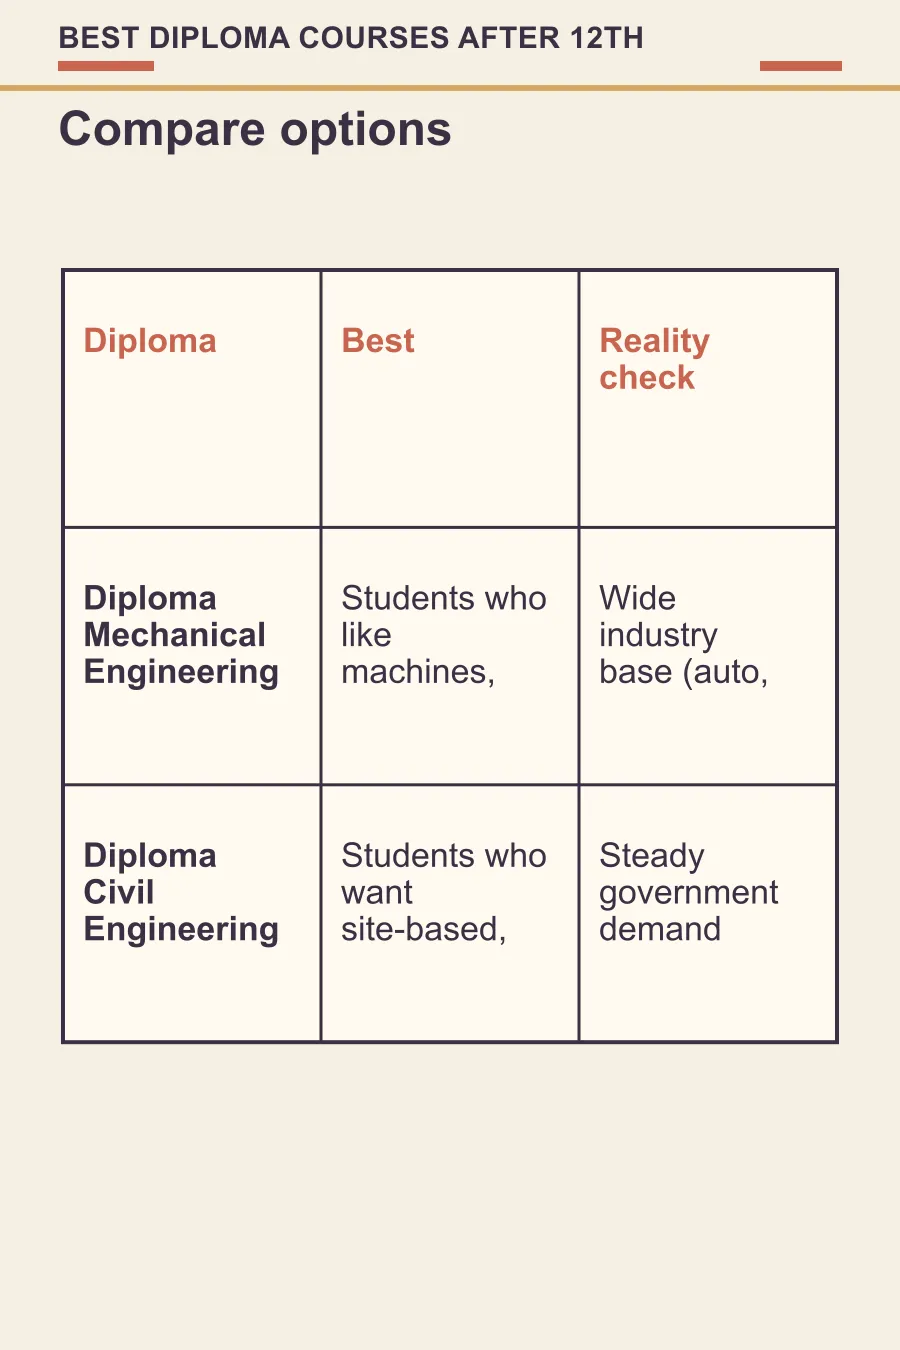 BEST DIPLOMA COURSES AFTER 12TH
Compare options
Diploma
Best
Reality
check
Diploma
Mechanical
Engineering
Students who
like
machines,
Wide
industry
base (auto,
Diploma
Civil
Engineering
Students who
want
site-based,
Steady
government
demand